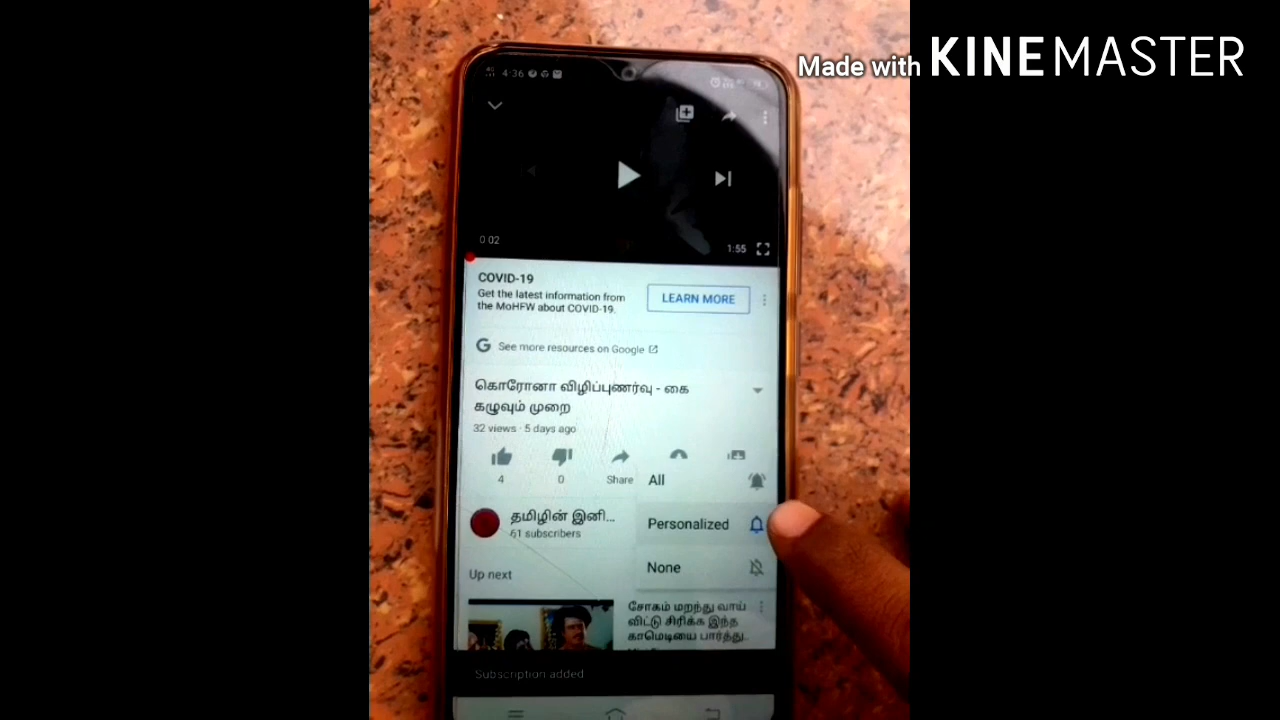 Made with KINEMASTER
4:36
0:02
1:55
COVID-19
Get the latest information from
the MoHFW about COVID-19.
LEARN MORE
G See more resources on Google
கொரோனா விழிப்புணர்வு - கை
கழுவும் முறை
32 views · 5 days ago
4
0
Share
All
Personalized
None
தமிழின் இனி...
61 subscribers
Up next
சோகம் மறந்து வாய்
விட்டு சிரிக்க இந்த
காமெடியை பார்த்து..
Subscription added